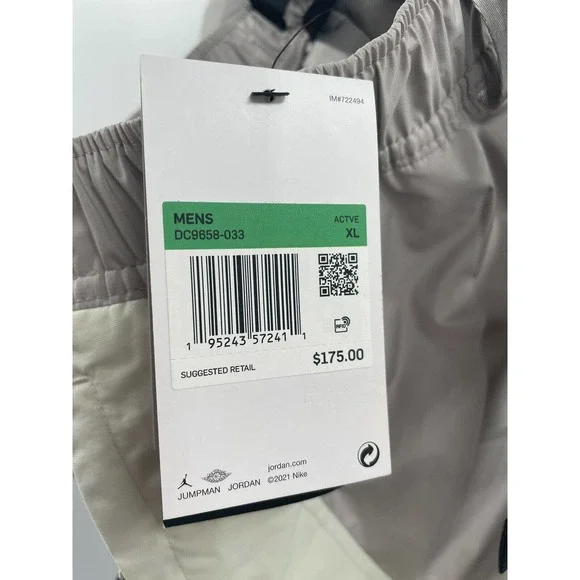 IM#722494
MENS ACTVE
DC9658-033 XL
RFID
1 95243 57241 1
$175.00
SUGGESTED RETAIL
jordan.com
JUMPMAN JORDAN ©2021 Nike